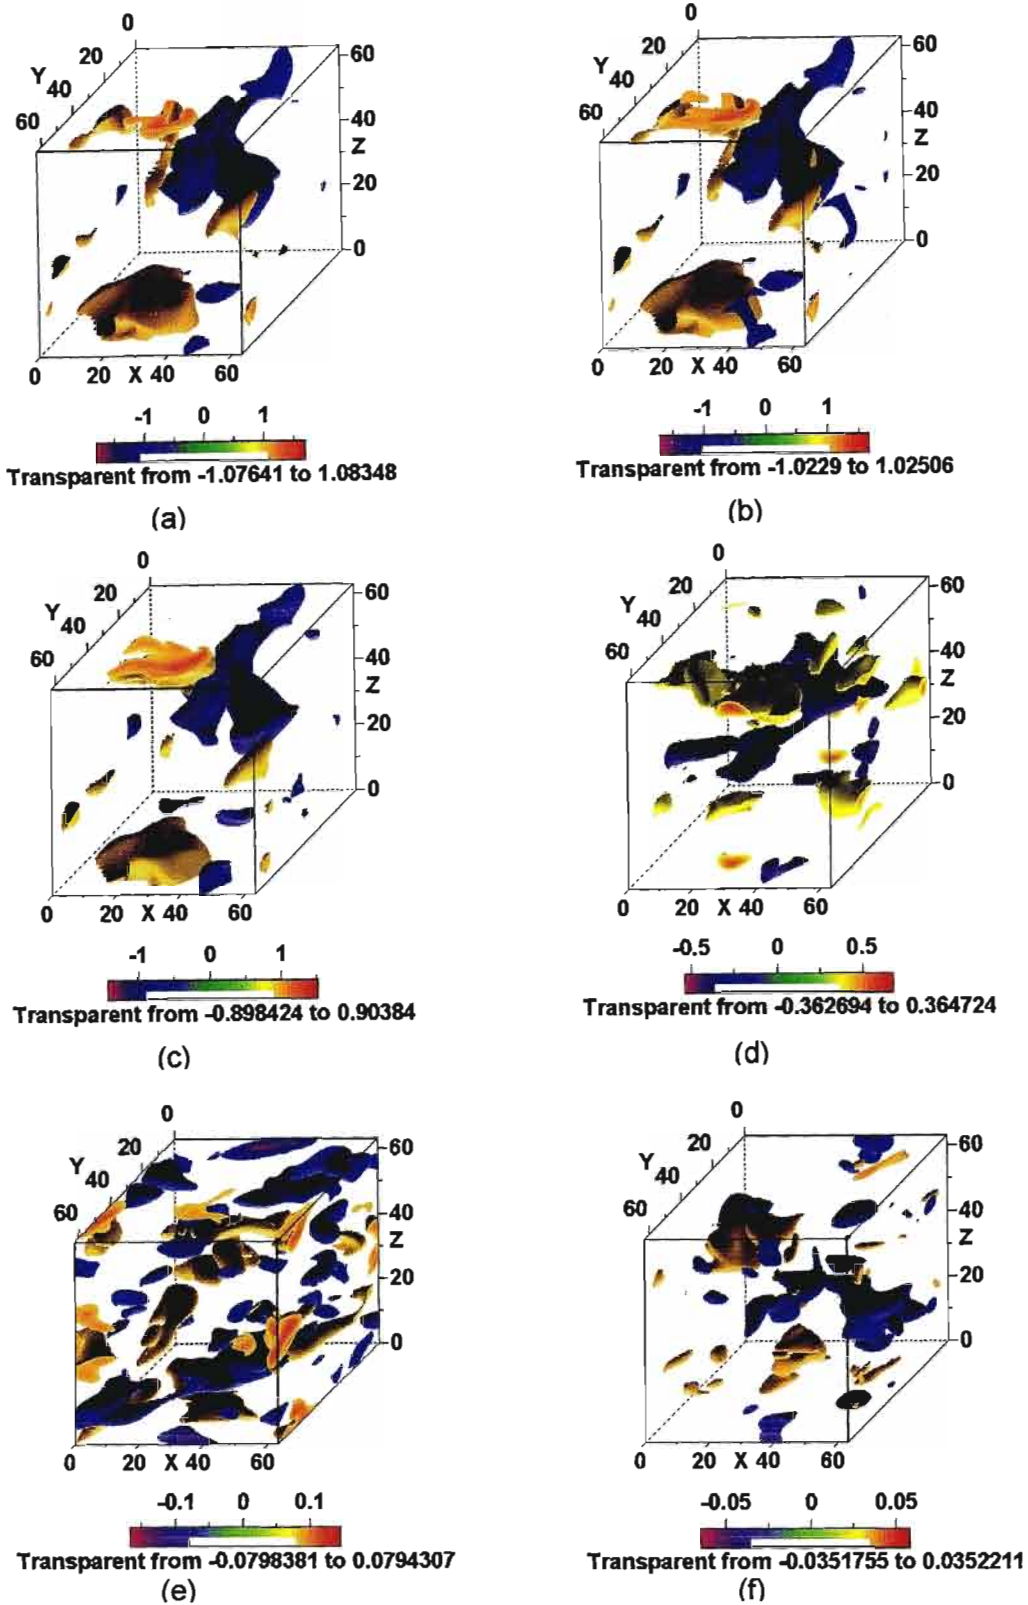 0
20
Y 40
60
60
40
Z
20
0
0 20 X 40 60
-1 0 1
Transparent from -1.07641 to 1.08348
(a)
0
20
Y 40
60
60
40
Z
20
0
0 20 X 40 60
-1 0 1
Transparent from -1.0229 to 1.02506
(b)
0
20
Y 40
60
60
40
Z
20
0
0 20 X 40 60
-1 0 1
Transparent from -0.898424 to 0.90384
(c)
0
20
Y 40
60
60
40
Z
20
0
0 20 X 40 60
-0.5 0 0.5
Transparent from -0.362694 to 0.364724
(d)
0
20
Y 40
60
60
40
Z
20
0
0 20 X 40 60
-0.1 0 0.1
Transparent from -0.0798381 to 0.0794307
(e)
0
20
Y 40
60
60
40
Z
20
0
0 20 X 40 60
-0.05 0 0.05
Transparent from -0.0351755 to 0.0352211
(f)